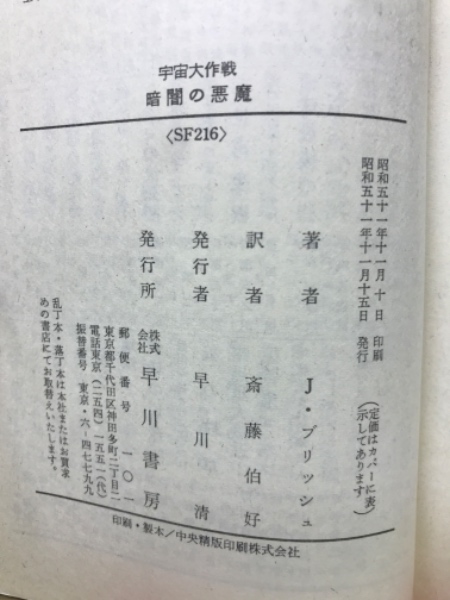 宇宙大作戦
暗闇の悪魔
〈SF216〉
昭和五十一年十一月 十 日 印刷
昭和五十一年十一月十五日 発行
(定価はカバーに表示してあります)
著者 J・ブリッシュ
訳者 斎藤伯好
発行者 早川 清
発行所 株式会社 早川書房
郵便番号 一〇一
東京都千代田区神田多町二丁目二
電話東京(二五四)一五五一(代)
振替番号 東京・六-四七七九九
乱丁本・落丁本は本社またはお買求
めの書店にてお取替えいたします。
印刷・製本/中央精版印刷株式会社